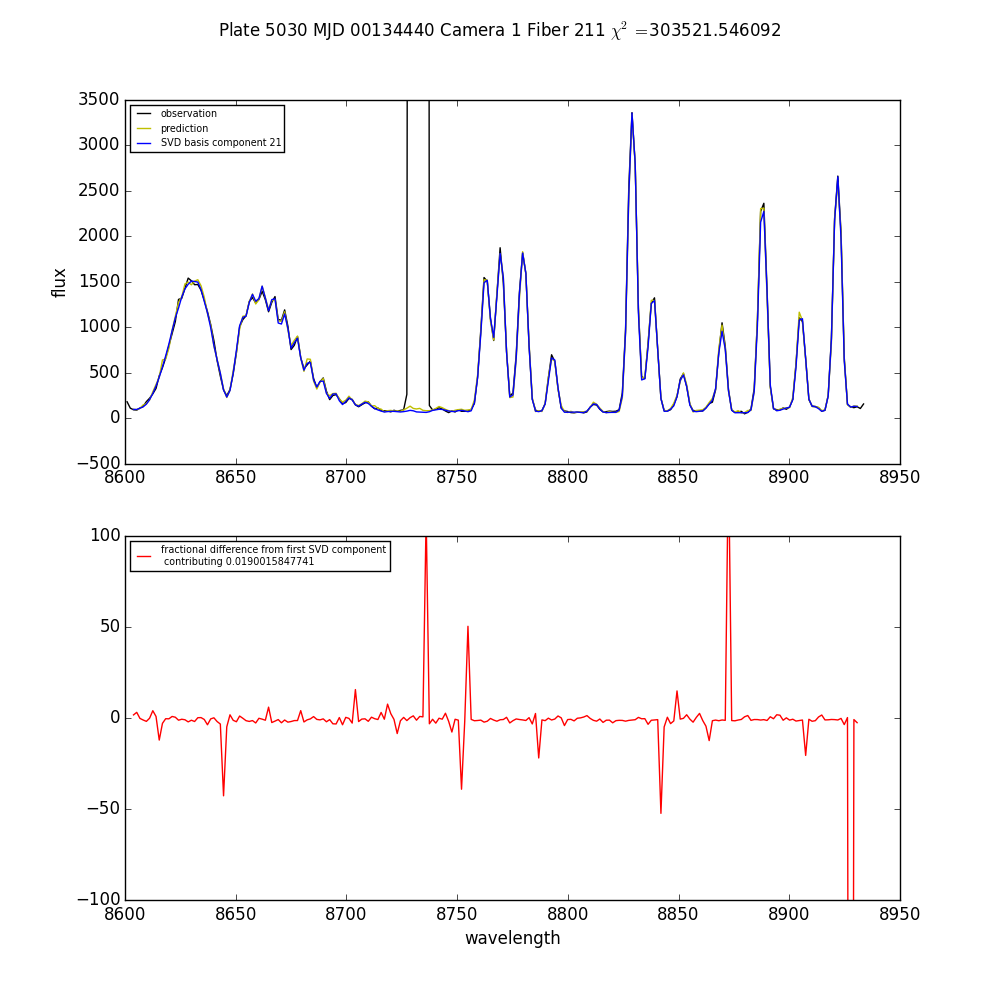 Plate 5030 MJD 00134440 Camera 1 Fiber 211 χ² =303521.546092
3500
3000
2500
2000
1500
1000
500
0
−500
flux
observation
prediction
SVD basis component 21
8600 8650 8700 8750 8800 8850 8900 8950
100
50
0
−50
−100
fractional difference from first SVD component
contributing 0.0190015847741
8600 8650 8700 8750 8800 8850 8900 8950
wavelength